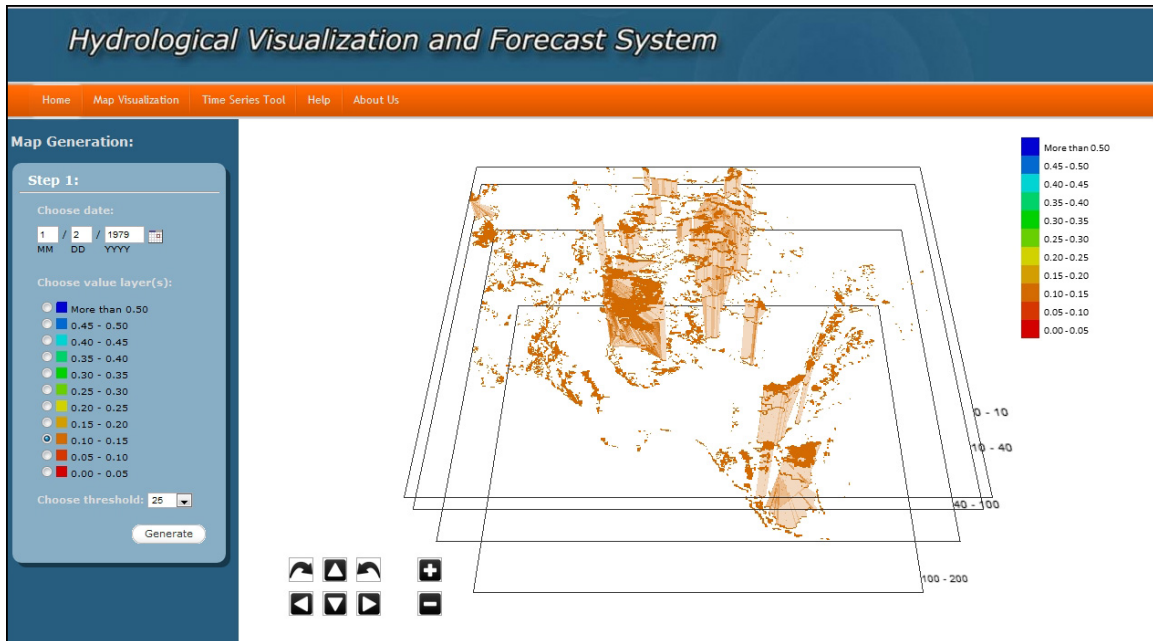 Hydrological Visualization and Forecast System
Home Map Visualization Time Series Tool Help About Us
Map Generation:
Step 1:
Choose date:
1 / 2 / 1979
MM DD YYYY
Choose value layer(s):
More than 0.50
0.45 - 0.50
0.40 - 0.45
0.35 - 0.40
0.30 - 0.35
0.25 - 0.30
0.20 - 0.25
0.15 - 0.20
0.10 - 0.15
0.05 - 0.10
0.00 - 0.05
Choose threshold: 25
Generate
0 - 10
10 - 40
40 - 100
100 - 200
More than 0.50
0.45 - 0.50
0.40 - 0.45
0.35 - 0.40
0.30 - 0.35
0.25 - 0.30
0.20 - 0.25
0.15 - 0.20
0.10 - 0.15
0.05 - 0.10
0.00 - 0.05